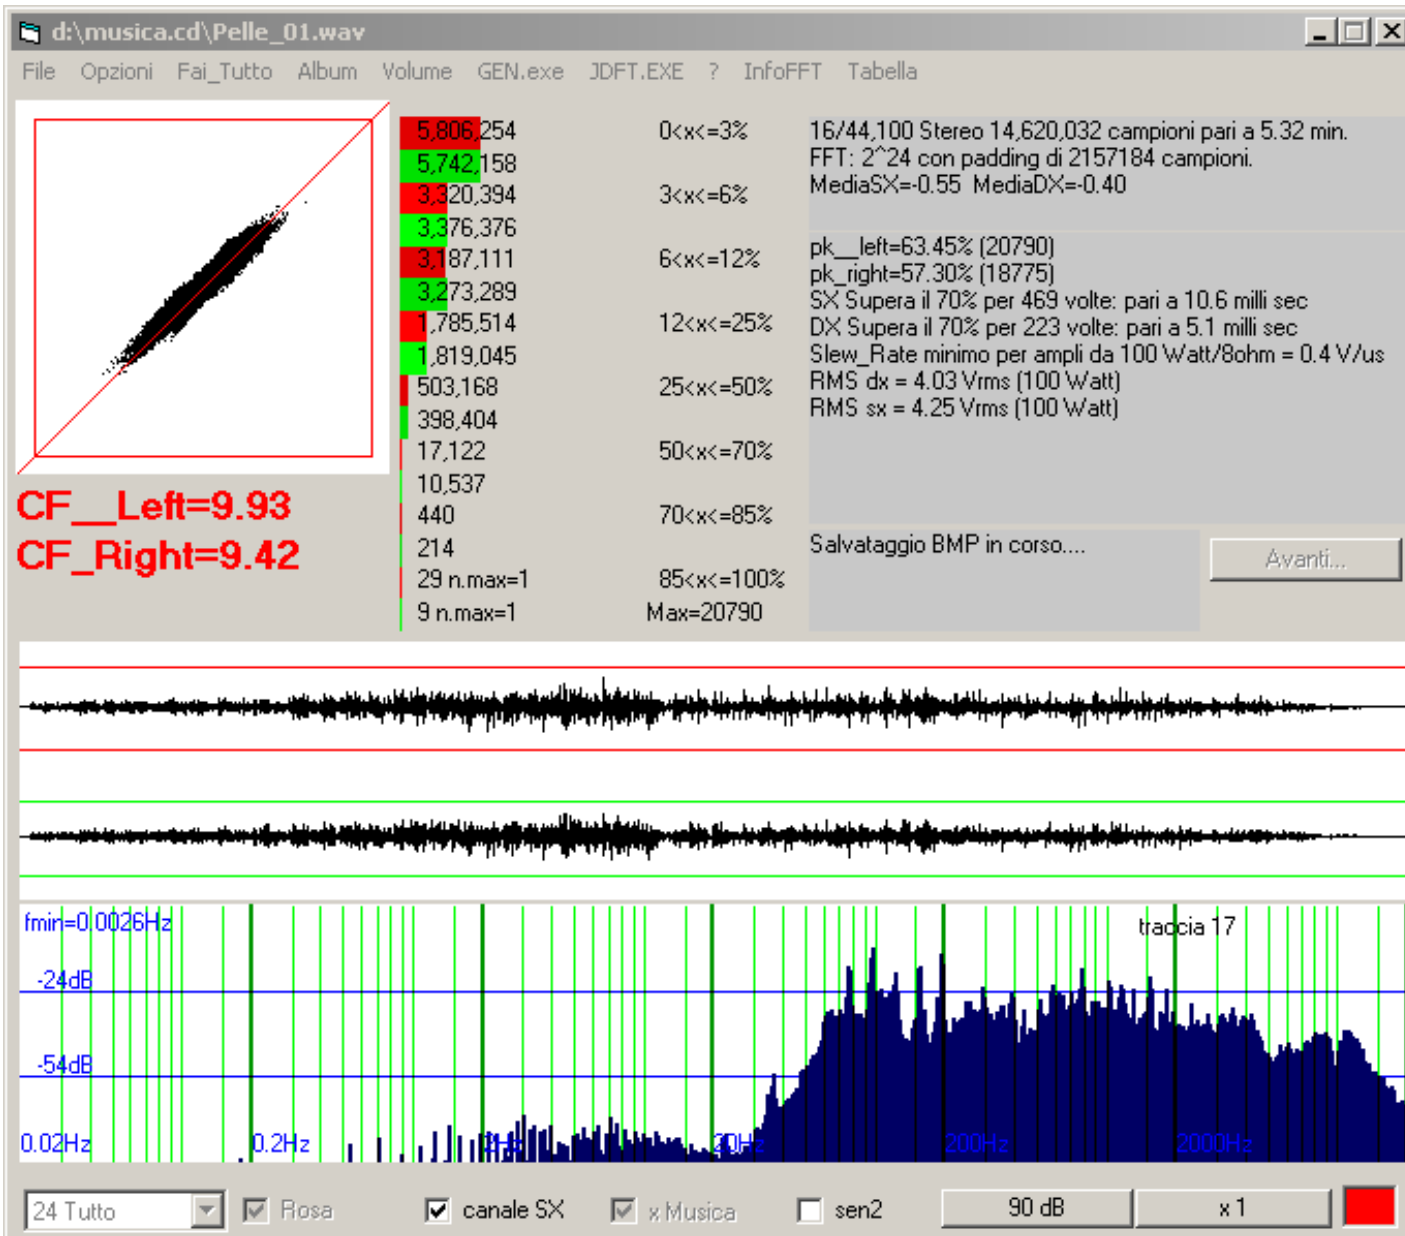 d:\musica.cd\Pelle_01.wav
File Opzioni Fai_Tutto Album Volume GEN.exe JDFT.EXE ? InfoFFT Tabella
5,806,254 0<x<=3%
5,742,158
3,320,394 3<x<=6%
3,376,376
3,187,111 6<x<=12%
3,273,289
1,785,514 12<x<=25%
1,819,045
503,168 25<x<=50%
398,404
17,122 50<x<=70%
10,537
440 70<x<=85%
214
29 n.max=1 85<x<=100%
9 n.max=1 Max=20790
CF__Left=9.93
CF_Right=9.42
16/44,100 Stereo 14,620,032 campioni pari a 5.32 min.
FFT: 2^24 con padding di 2157184 campioni.
MediaSX=-0.55 MediaDX=-0.40
pk__left=63.45% (20790)
pk_right=57.30% (18775)
SX Supera il 70% per 469 volte: pari a 10.6 milli sec
DX Supera il 70% per 223 volte: pari a 5.1 milli sec
Slew_Rate minimo per ampli da 100 Watt/8ohm = 0.4 V/us
RMS dx = 4.03 Vrms (100 Watt)
RMS sx = 4.25 Vrms (100 Watt)
Salvataggio BMP in corso....
Avanti...
fmin=0.0026Hz traccia 17
-24dB
-54dB
0.02Hz 0.2Hz 2Hz 20Hz 200Hz 2000Hz
24 Tutto Rosa canale SX x Musica sen2 90 dB x 1